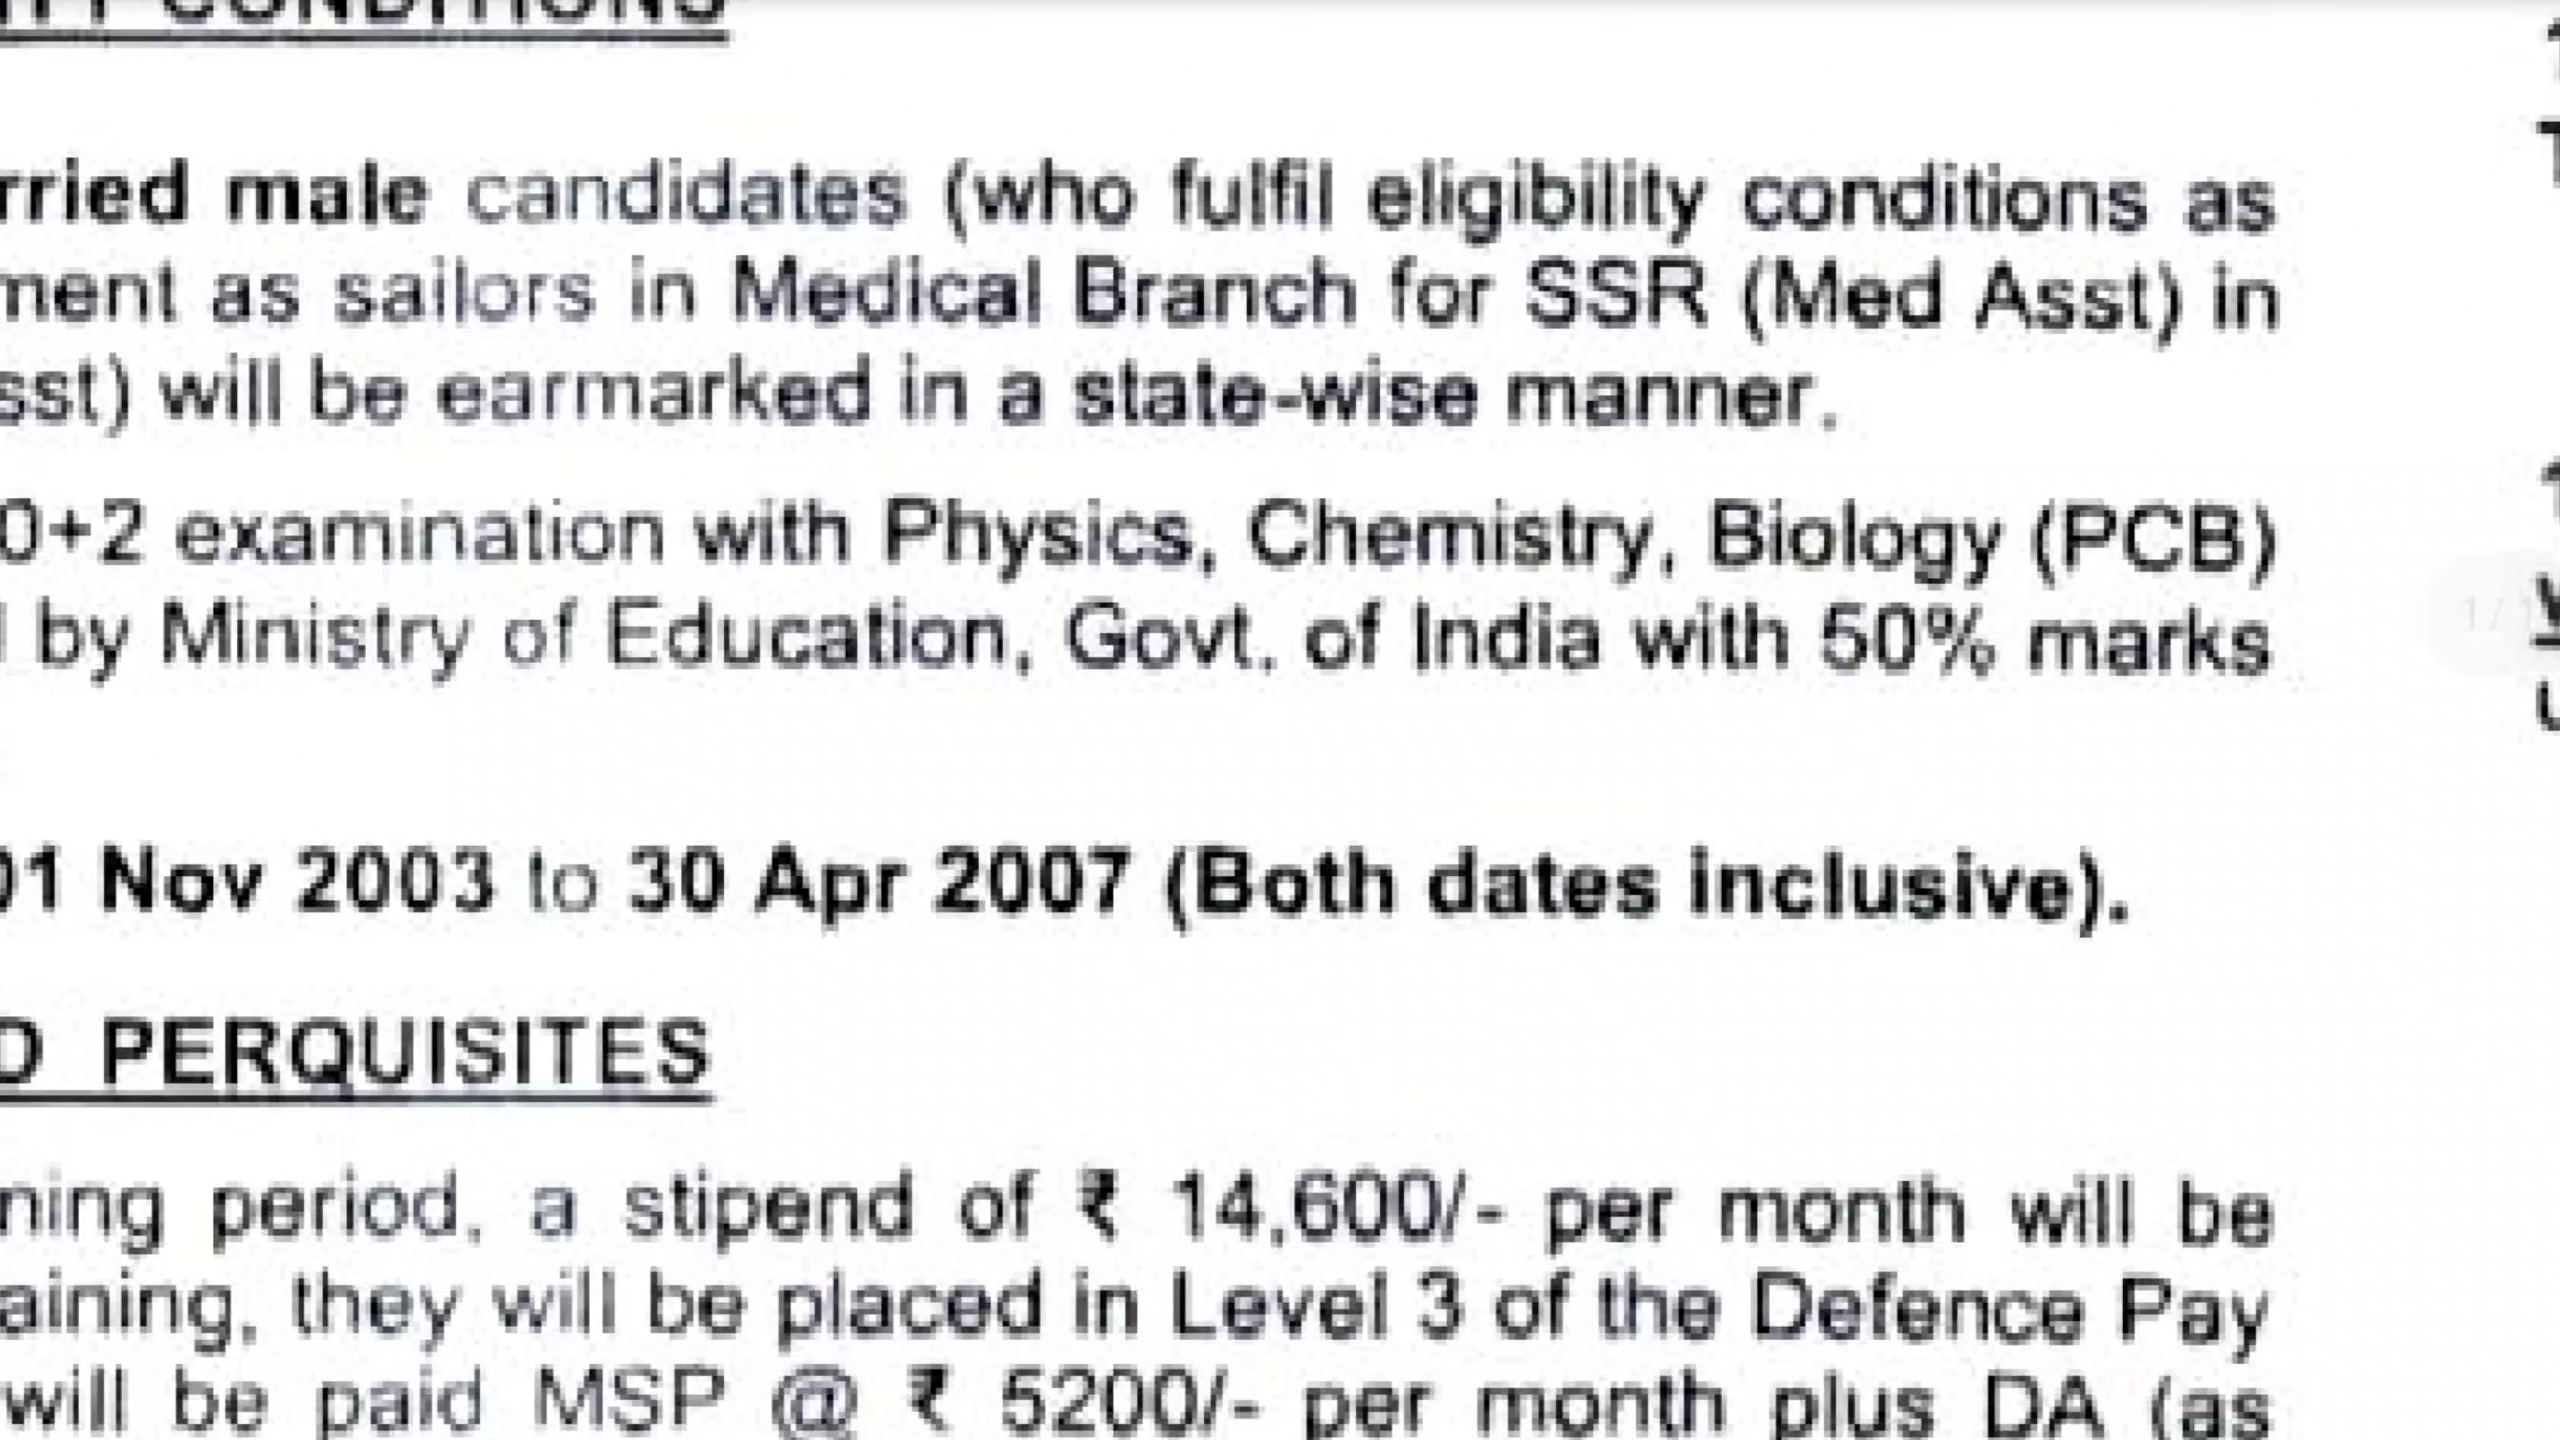 CONDITIONS
rried male candidates (who fulfil eligibility conditions as
ment as sailors in Medical Branch for SSR (Med Asst) in
sst) will be earmarked in a state-wise manner.
0+2 examination with Physics, Chemistry, Biology (PCB)
by Ministry of Education, Govt. of India with 50% marks
01 Nov 2003 to 30 Apr 2007 (Both dates inclusive).
D PERQUISITES
ning period, a stipend of ₹ 14,600/- per month will be
aining, they will be placed in Level 3 of the Defence Pay
will be paid MSP @ ₹ 5200/- per month plus DA (as